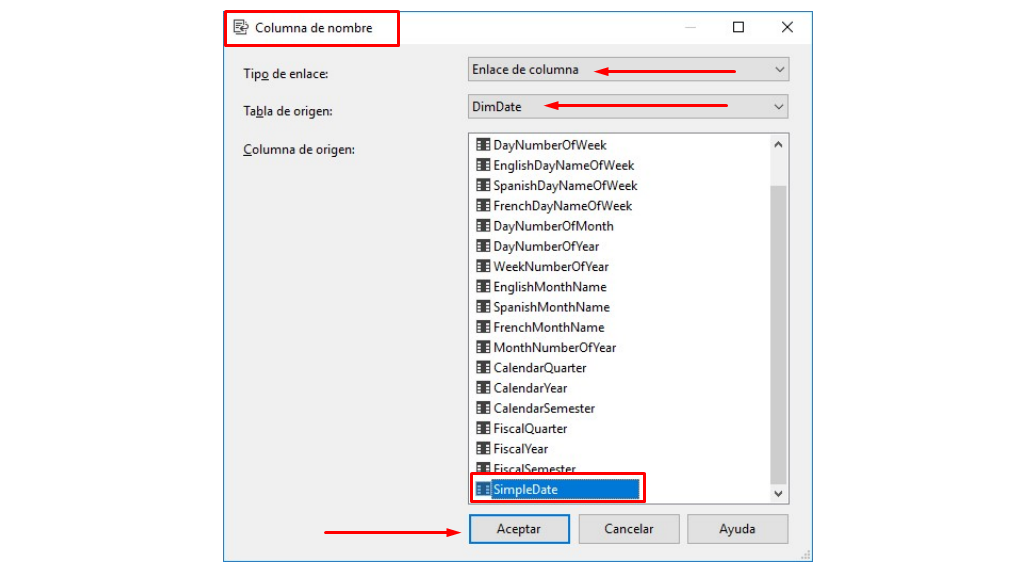 Columna de nombre
Tipo de enlace:
Enlace de columna
Tabla de origen:
DimDate
Columna de origen:
DayNumberOfWeek
EnglishDayNameOfWeek
SpanishDayNameOfWeek
FrenchDayNameOfWeek
DayNumberOfMonth
DayNumberOfYear
WeekNumberOfYear
EnglishMonthName
SpanishMonthName
FrenchMonthName
MonthNumberOfYear
CalendarQuarter
CalendarYear
CalendarSemester
FiscalQuarter
FiscalYear
FiscalSemester
SimpleDate
Aceptar
Cancelar
Ayuda